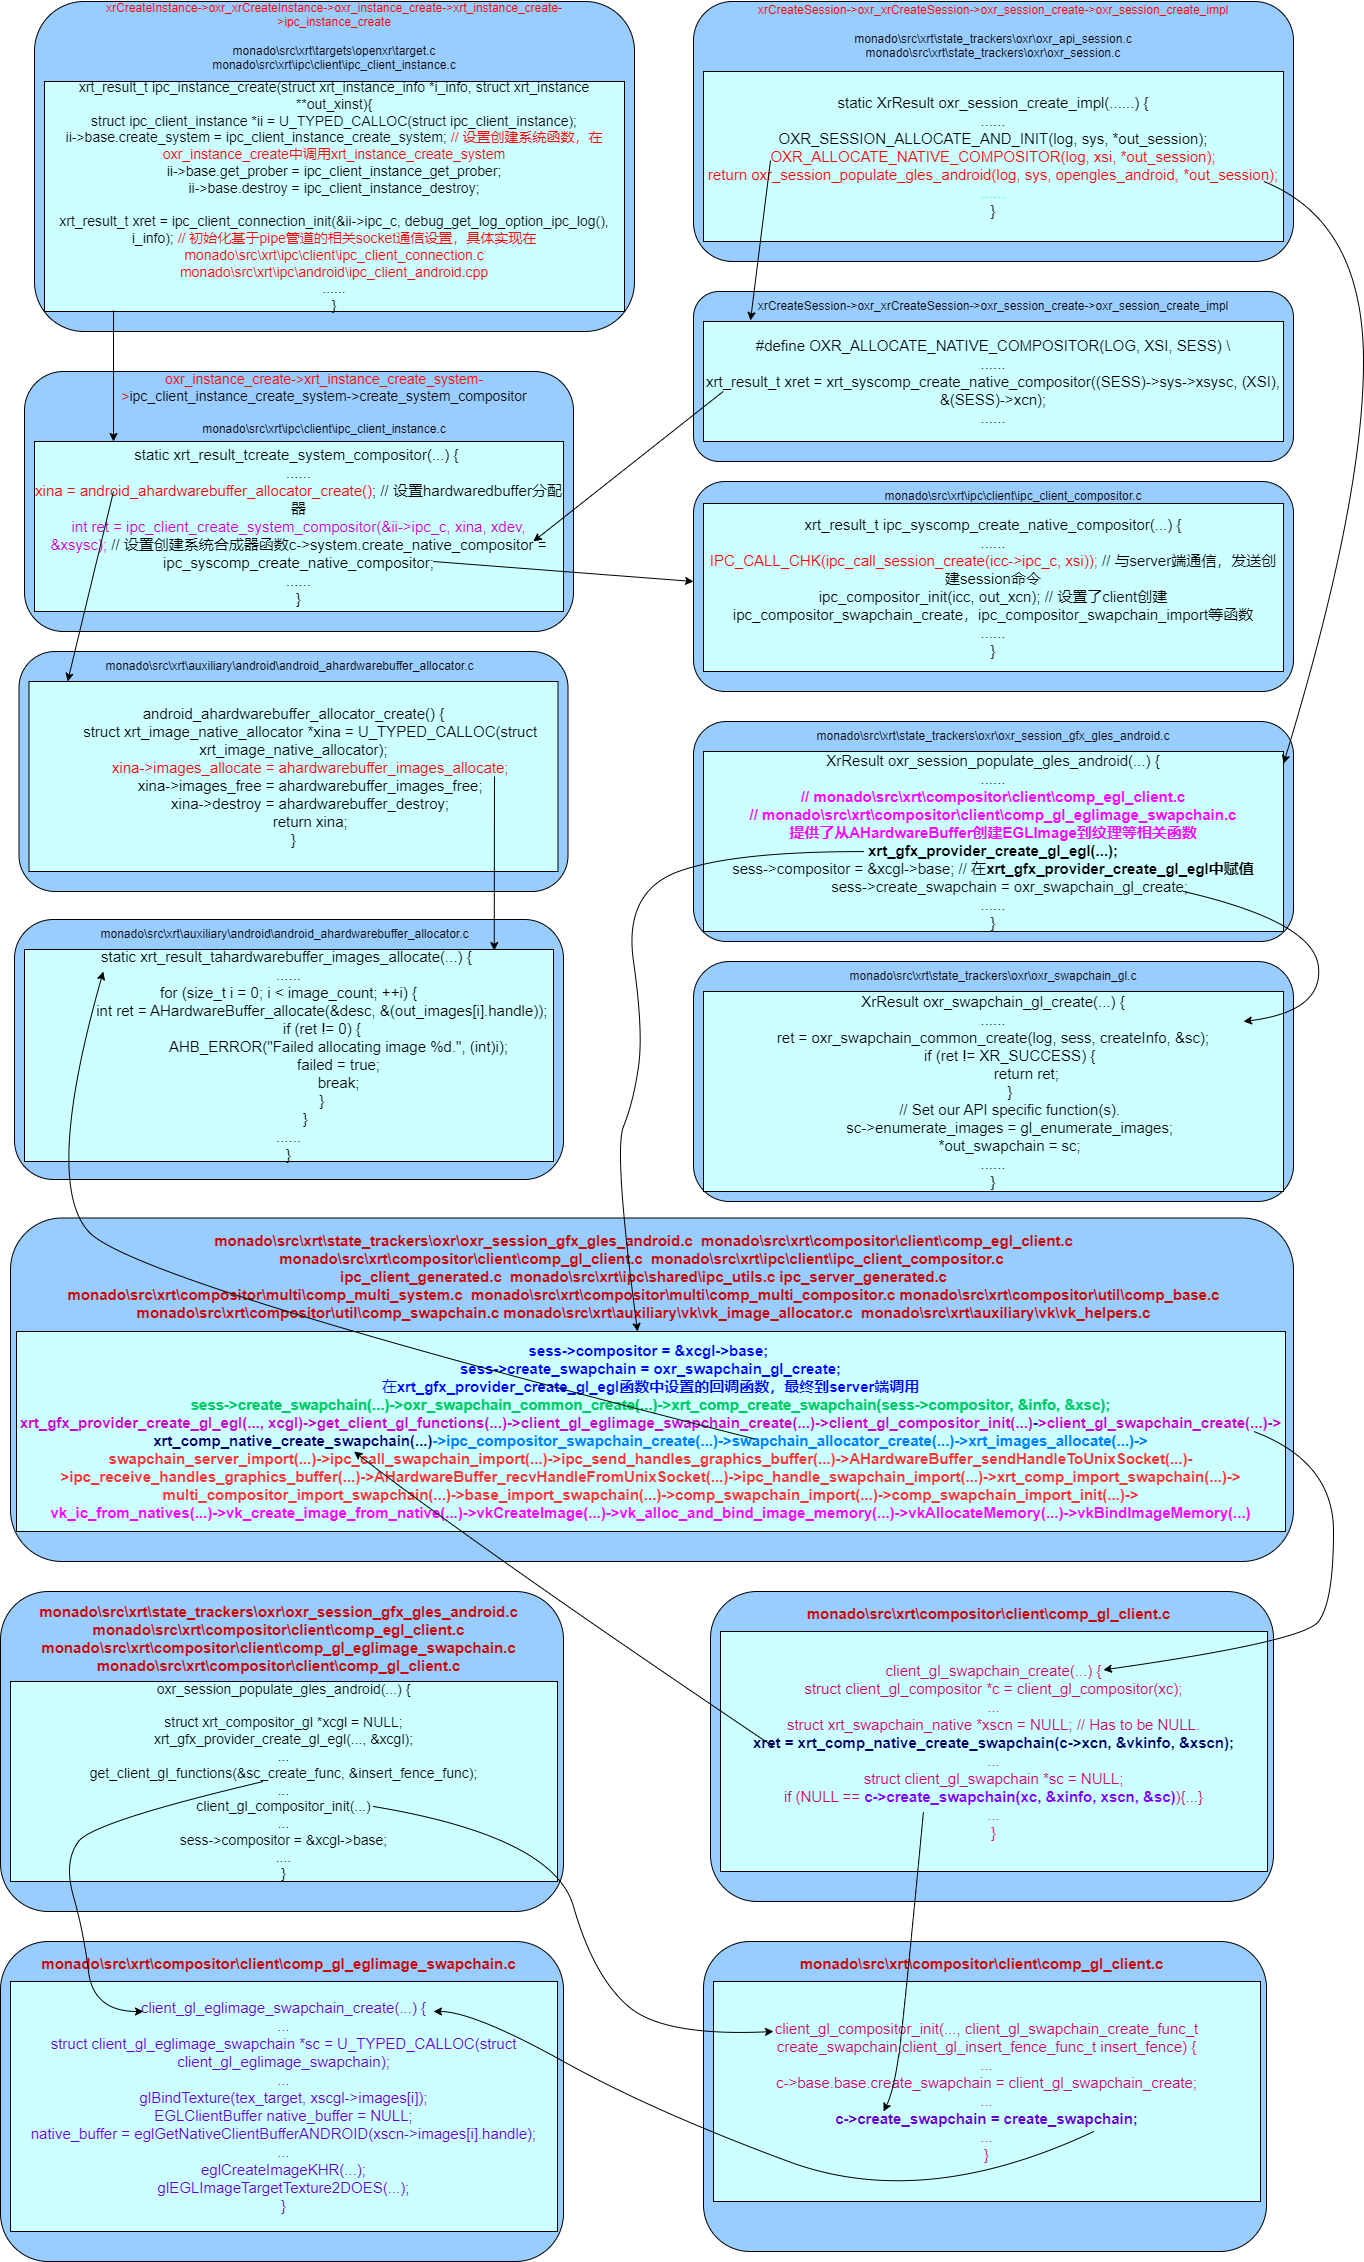 xrCreateInstance->oxr_xrCreateInstance->oxr_instance_create->xrt_instance_create-
>ipc_instance_create
monado\src\xrt\targets\openxr\target.c
monado\src\xrt\ipc\client\ipc_client_instance.c
xrt_result_t ipc_instance_create(struct xrt_instance_info *i_info, struct xrt_instance
**out_xinst){
struct ipc_client_instance *ii = U_TYPED_CALLOC(struct ipc_client_instance);
ii->base.create_system = ipc_client_instance_create_system; // 设置创建系统函数，在
oxr_instance_create中调用xrt_instance_create_system
ii->base.get_prober = ipc_client_instance_get_prober;
ii->base.destroy = ipc_client_instance_destroy;
xrt_result_t xret = ipc_client_connection_init(&ii->ipc_c, debug_get_log_option_ipc_log(),
i_info); // 初始化基于pipe管道的相关socket通信设置，具体实现在
monado\src\xrt\ipc\client\ipc_client_connection.c
monado\src\xrt\ipc\android\ipc_client_android.cpp
......
}
xrCreateSession->oxr_xrCreateSession->oxr_session_create->oxr_session_create_impl
monado\src\xrt\state_trackers\oxr\oxr_api_session.c
monado\src\xrt\state_trackers\oxr\oxr_session.c
static XrResult oxr_session_create_impl(......) {
......
OXR_SESSION_ALLOCATE_AND_INIT(log, sys, *out_session);
OXR_ALLOCATE_NATIVE_COMPOSITOR(log, xsi, *out_session);
return oxr_session_populate_gles_android(log, sys, opengles_android, *out_session);
......
}
xrCreateSession->oxr_xrCreateSession->oxr_session_create->oxr_session_create_impl
#define OXR_ALLOCATE_NATIVE_COMPOSITOR(LOG, XSI, SESS) \
......
xrt_result_t xret = xrt_syscomp_create_native_compositor((SESS)->sys->xsysc, (XSI),
&(SESS)->xcn);
......
oxr_instance_create->xrt_instance_create_system-
>ipc_client_instance_create_system->create_system_compositor
monado\src\xrt\ipc\client\ipc_client_instance.c
static xrt_result_tcreate_system_compositor(...) {
......
xina = android_ahardwarebuffer_allocator_create(); // 设置hardwaredbuffer分配
器
int ret = ipc_client_create_system_compositor(&ii->ipc_c, xina, xdev,
&xsysc); // 设置创建系统合成器函数c->system.create_native_compositor =
ipc_syscomp_create_native_compositor;
......
}
monado\src\xrt\ipc\client\ipc_client_compositor.c
xrt_result_t ipc_syscomp_create_native_compositor(...) {
......
IPC_CALL_CHK(ipc_call_session_create(icc->ipc_c, xsi)); // 与server端通信，发送创
建session命令
ipc_compositor_init(icc, out_xcn); // 设置了client创建
ipc_compositor_swapchain_create，ipc_compositor_swapchain_import等函数
......
}
monado\src\xrt\auxiliary\android\android_ahardwarebuffer_allocator.c
android_ahardwarebuffer_allocator_create() {
struct xrt_image_native_allocator *xina = U_TYPED_CALLOC(struct
xrt_image_native_allocator);
xina->images_allocate = ahardwarebuffer_images_allocate;
xina->images_free = ahardwarebuffer_images_free;
xina->destroy = ahardwarebuffer_destroy;
return xina;
}
monado\src\xrt\state_trackers\oxr\oxr_session_gfx_gles_android.c
XrResult oxr_session_populate_gles_android(...) {
......
// monado\src\xrt\compositor\client\comp_egl_client.c
// monado\src\xrt\compositor\client\comp_gl_eglimage_swapchain.c
提供了从AHardwareBuffer创建EGLImage到纹理等相关函数
xrt_gfx_provider_create_gl_egl(...);
sess->compositor = &xcgl->base; // 在xrt_gfx_provider_create_gl_egl中赋值
sess->create_swapchain = oxr_swapchain_gl_create;
......
}
monado\src\xrt\auxiliary\android\android_ahardwarebuffer_allocator.c
static xrt_result_tahardwarebuffer_images_allocate(...) {
......
for (size_t i = 0; i < image_count; ++i) {
int ret = AHardwareBuffer_allocate(&desc, &(out_images[i].handle));
if (ret != 0) {
AHB_ERROR("Failed allocating image %d.", (int)i);
failed = true;
break;
}
}
......
}
monado\src\xrt\state_trackers\oxr\oxr_swapchain_gl.c
XrResult oxr_swapchain_gl_create(...) {
......
ret = oxr_swapchain_common_create(log, sess, createInfo, &sc);
if (ret != XR_SUCCESS) {
return ret;
}
// Set our API specific function(s).
sc->enumerate_images = gl_enumerate_images;
*out_swapchain = sc;
......
}
monado\src\xrt\state_trackers\oxr\oxr_session_gfx_gles_android.c  monado\src\xrt\compositor\client\comp_egl_client.c
monado\src\xrt\compositor\client\comp_gl_client.c  monado\src\xrt\ipc\client\ipc_client_compositor.c
ipc_client_generated.c  monado\src\xrt\ipc\shared\ipc_utils.c ipc_server_generated.c
monado\src\xrt\compositor\multi\comp_multi_system.c  monado\src\xrt\compositor\multi\comp_multi_compositor.c monado\src\xrt\compositor\util\comp_base.c
monado\src\xrt\compositor\util\comp_swapchain.c monado\src\xrt\auxiliary\vk\vk_image_allocator.c  monado\src\xrt\auxiliary\vk\vk_helpers.c
sess->compositor = &xcgl->base;
sess->create_swapchain = oxr_swapchain_gl_create;
在xrt_gfx_provider_create_gl_egl函数中设置的回调函数，最终到server端调用
sess->create_swapchain(...)->oxr_swapchain_common_create(...)->xrt_comp_create_swapchain(sess->compositor, &info, &xsc);
xrt_gfx_provider_create_gl_egl(..., xcgl)->get_client_gl_functions(...)->client_gl_eglimage_swapchain_create(...)->client_gl_compositor_init(...)->client_gl_swapchain_create(...)->
xrt_comp_native_create_swapchain(...)->ipc_compositor_swapchain_create(...)->swapchain_allocator_create(...)->xrt_images_allocate(...)->
swapchain_server_import(...)->ipc_call_swapchain_import(...)->ipc_send_handles_graphics_buffer(...)->AHardwareBuffer_sendHandleToUnixSocket(...)-
>ipc_receive_handles_graphics_buffer(...)->AHardwareBuffer_recvHandleFromUnixSocket(...)->ipc_handle_swapchain_import(...)->xrt_comp_import_swapchain(...)->
multi_compositor_import_swapchain(...)->base_import_swapchain(...)->comp_swapchain_import(...)->comp_swapchain_import_init(...)->
vk_ic_from_natives(...)->vk_create_image_from_native(...)->vkCreateImage(...)->vk_alloc_and_bind_image_memory(...)->vkAllocateMemory(...)->vkBindImageMemory(...)
monado\src\xrt\state_trackers\oxr\oxr_session_gfx_gles_android.c
monado\src\xrt\compositor\client\comp_egl_client.c
monado\src\xrt\compositor\client\comp_gl_eglimage_swapchain.c
monado\src\xrt\compositor\client\comp_gl_client.c
oxr_session_populate_gles_android(...) {
struct xrt_compositor_gl *xcgl = NULL;
xrt_gfx_provider_create_gl_egl(..., &xcgl);
...
get_client_gl_functions(&sc_create_func, &insert_fence_func);
...
client_gl_compositor_init(...)
...
sess->compositor = &xcgl->base;
....
}
monado\src\xrt\compositor\client\comp_gl_client.c
client_gl_swapchain_create(...) {
struct client_gl_compositor *c = client_gl_compositor(xc);
...
struct xrt_swapchain_native *xscn = NULL; // Has to be NULL.
xret = xrt_comp_native_create_swapchain(c->xcn, &vkinfo, &xscn);
...
struct client_gl_swapchain *sc = NULL;
if (NULL == c->create_swapchain(xc, &xinfo, xscn, &sc)){...}
...
}
monado\src\xrt\compositor\client\comp_gl_eglimage_swapchain.c
client_gl_eglimage_swapchain_create(...) {
...
struct client_gl_eglimage_swapchain *sc = U_TYPED_CALLOC(struct
client_gl_eglimage_swapchain);
...
glBindTexture(tex_target, xscgl->images[i]);
EGLClientBuffer native_buffer = NULL;
native_buffer = eglGetNativeClientBufferANDROID(xscn->images[i].handle);
...
eglCreateImageKHR(...);
glEGLImageTargetTexture2DOES(...);
}
monado\src\xrt\compositor\client\comp_gl_client.c
client_gl_compositor_init(..., client_gl_swapchain_create_func_t
create_swapchain,client_gl_insert_fence_func_t insert_fence) {
...
c->base.base.create_swapchain = client_gl_swapchain_create;
...
c->create_swapchain = create_swapchain;
...
}